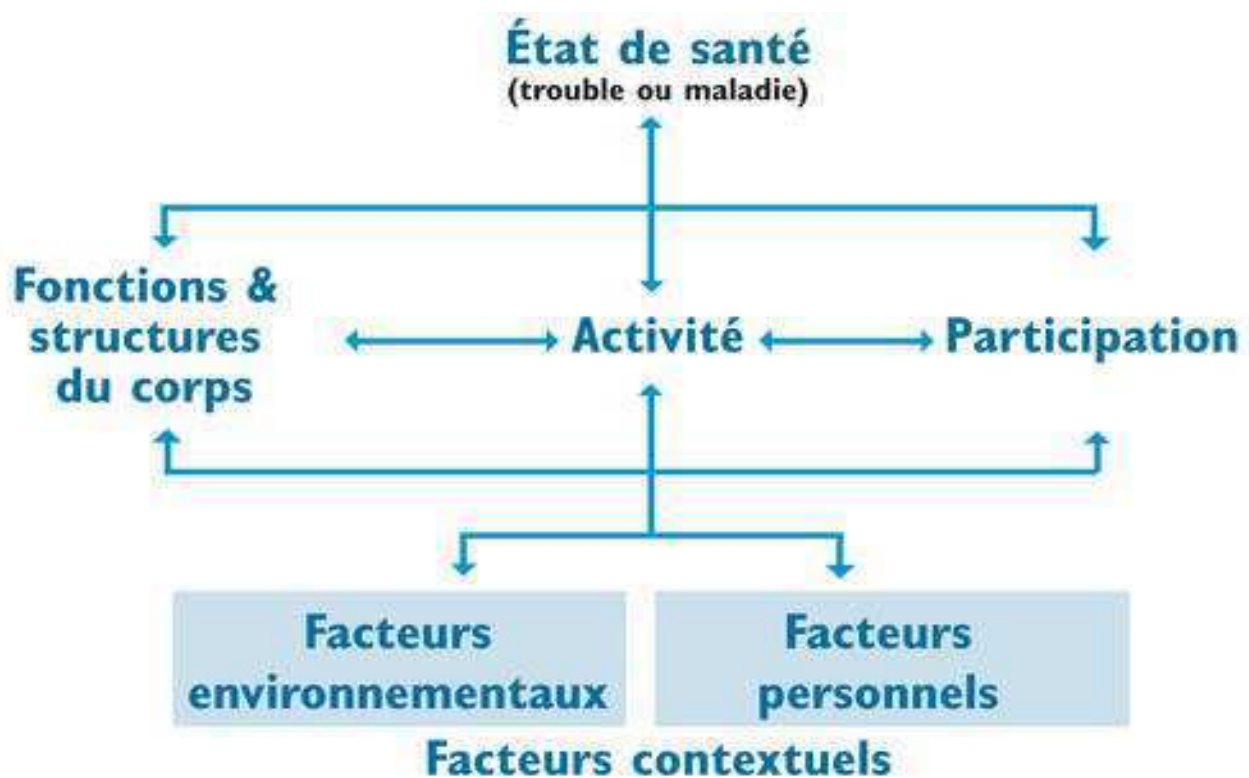 État de santé
(trouble ou maladie)
Fonctions &
structures
du corps
Activité
Participation
Facteurs
environnementaux
Facteurs
personnels
Facteurs contextuels